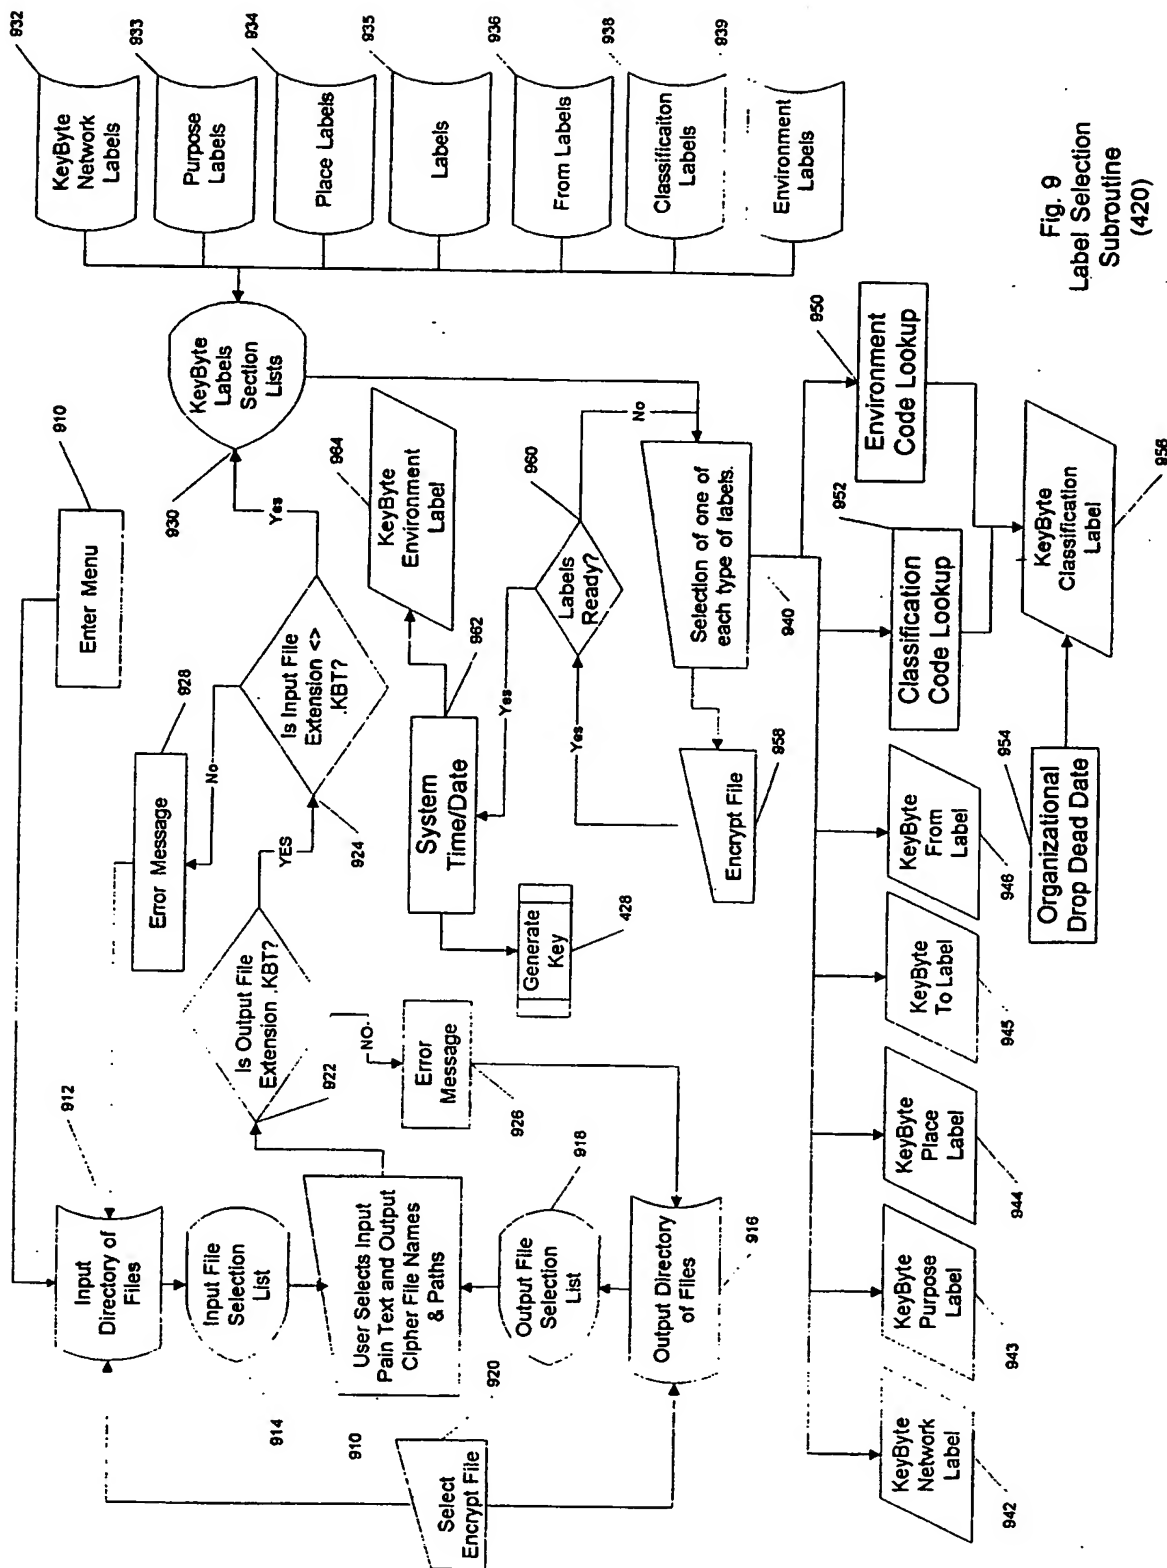 Enter Menu
910
Input
Directory of
Files
912
Input File
Selection
List
914
User Selects Input
Pain Text and Output
Cipher File Names
& Paths
910
920
Select
Encrypt File
Output File
Selection
List
918
Output Directory
of Files
916
Is Output File
Extension .KBT?
922
YES
NO
Error
Message
926
Is Input File
Extension <>
.KBT?
924
No
Yes
Error Message
928
KeyByte
Labels
Section
Lists
930
KeyByte
Network
Labels
932
Purpose
Labels
933
Place Labels
934
Labels
935
From Labels
936
Classificaiton
Labels
938
Environment
Labels
939
KeyByte
Environment
Label
964
System
Time/Date
962
Generate
Key
428
Labels
Ready?
960
Yes
No
Yes
Selection of one of
each type of labels.
940
Encrypt File
958
Environment
Code Lookup
950
Classification
Code Lookup
952
Organizational
Drop Dead Date
954
KeyByte
Classification
Label
956
KeyByte
Network
Label
942
KeyByte
Purpose
Label
943
KeyByte
Place
Label
944
KeyByte
To Label
945
KeyByte
From
Label
946
Fig. 9
Label Selection
Subroutine
(420)